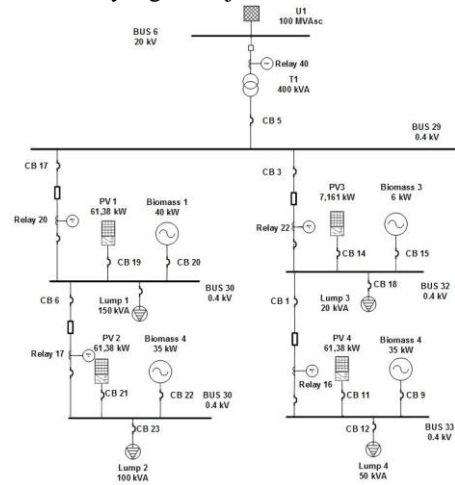 U1
100 MVAsc
BUS 6
20 kV
Relay 40
T1
400 kVA
CB 5
BUS 29
0.4 kV
CB 17
CB 3
PV 1
61,38 kW
Biomass 1
40 kW
PV3
7,161 kW
Biomass 3
6 kW
Relay 20
Relay 22
CB 19
CB 20
CB 14
CB 15
BUS 30
0.4 kV
BUS 32
0.4 kV
CB 6
Lump 1
150 kVA
CB 1
CB 18
Lump 3
20 kVA
PV 2
61,38 kW
Biomass 4
35 kW
PV 4
61,38 kW
Biomass 4
35 kW
Relay 17
Relay 16
CB 21
CB 22
CB 11
CB 9
BUS 30
0.4 kV
BUS 33
0.4 kV
CB 23
CB 12
Lump 2
100 kVA
Lump 4
50 kVA